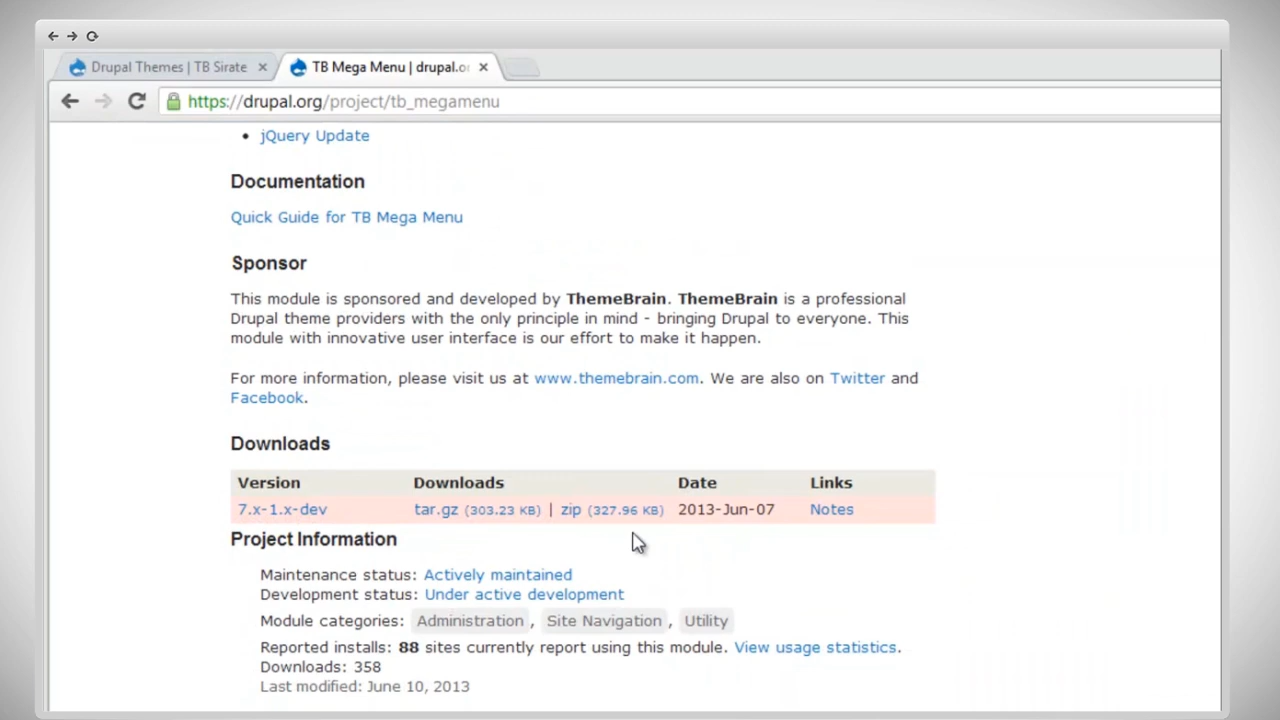 Drupal Themes | TB Sirate
TB Mega Menu | drupal.o
https://drupal.org/project/tb_megamenu
• jQuery Update
Documentation
Quick Guide for TB Mega Menu
Sponsor
This module is sponsored and developed by ThemeBrain. ThemeBrain is a professional
Drupal theme providers with the only principle in mind - bringing Drupal to everyone. This
module with innovative user interface is our effort to make it happen.
For more information, please visit us at www.themebrain.com. We are also on Twitter and
Facebook.
Downloads
Version Downloads Date Links
7.x-1.x-dev tar.gz (303.23 KB) | zip (327.96 KB) 2013-Jun-07 Notes
Project Information
Maintenance status: Actively maintained
Development status: Under active development
Module categories: Administration, Site Navigation, Utility
Reported installs: 88 sites currently report using this module. View usage statistics.
Downloads: 358
Last modified: June 10, 2013